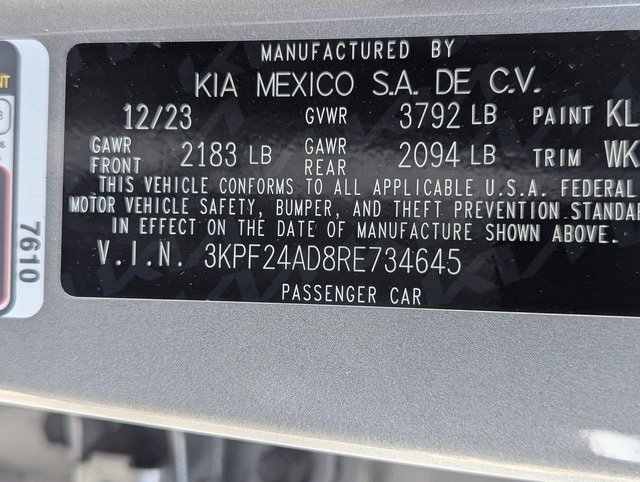 MANUFACTURED BY
KIA MEXICO S.A. DE C.V.
12/23 GVWR 3792 LB PAINT KL
GAWR FRONT 2183 LB GAWR REAR 2094 LB TRIM WK
THIS VEHICLE CONFORMS TO ALL APPLICABLE U.S.A. FEDERAL
MOTOR VEHICLE SAFETY, BUMPER, AND THEFT PREVENTION STANDA
IN EFFECT ON THE DATE OF MANUFACTURE SHOWN ABOVE.
V.I.N. 3KPF24AD8RE734645
PASSENGER CAR
7610